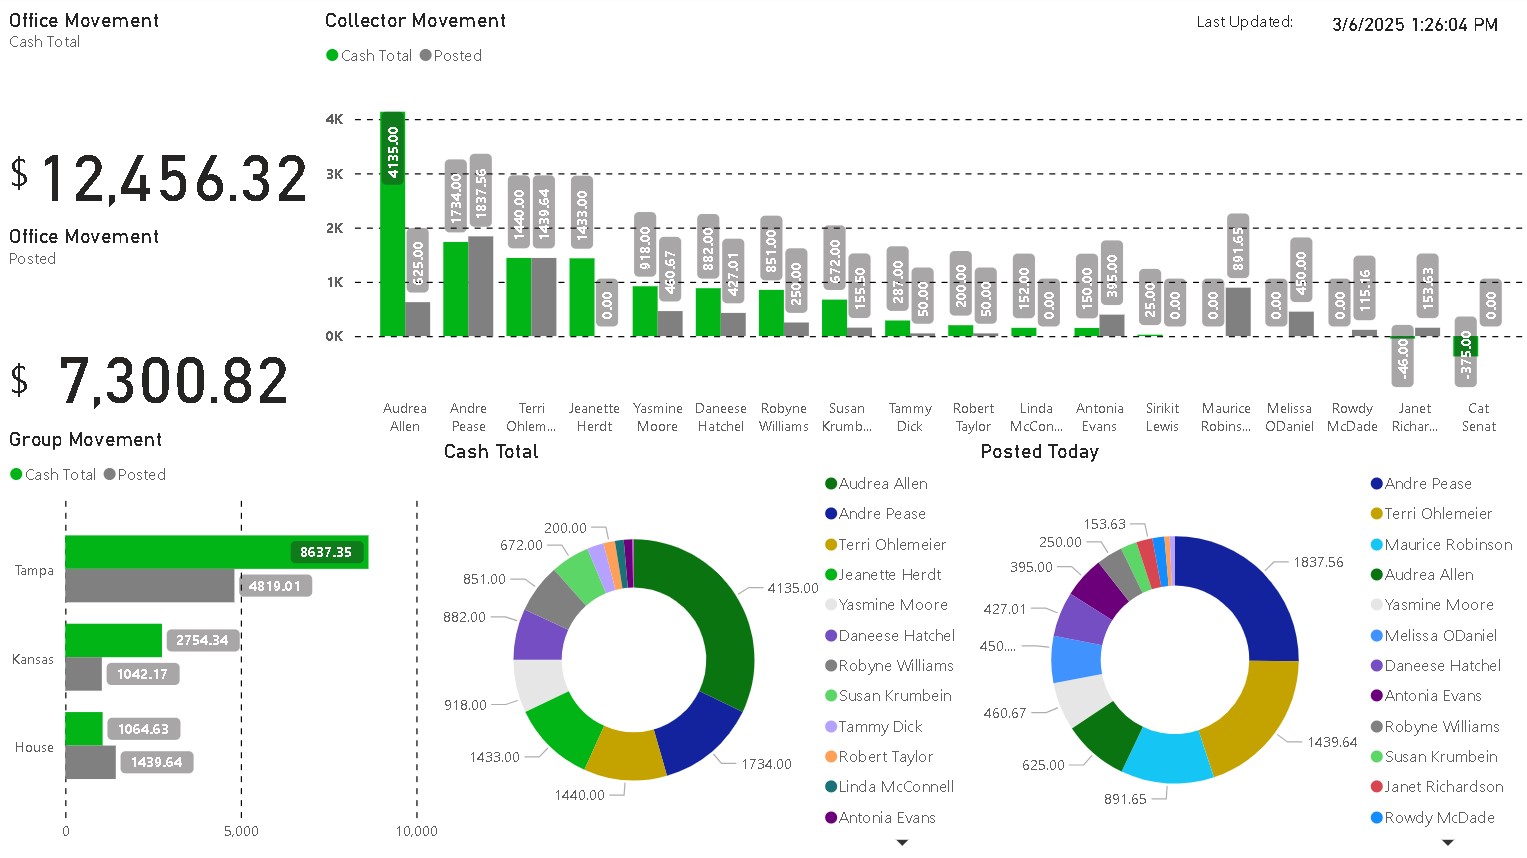 Office Movement
Cash Total
$ 12,456.32
Office Movement
Posted
$ 7,300.82
Collector Movement
Cash Total Posted
Last Updated: 3/6/2025 1:26:04 PM
4K
3K
2K
1K
0K
4135.00
625.00
1734.00
1837.56
1440.00
1439.64
1433.00
0.00
918.00
460.67
882.00
427.01
851.00
250.00
672.00
155.50
287.00
50.00
200.00
50.00
152.00
0.00
150.00
395.00
25.00
0.00
0.00
891.65
0.00
450.00
0.00
115.16
-46.00
153.63
-375.00
0.00
Audrea
Allen
Andre
Pease
Terri
Ohlem...
Jeanette
Herdt
Yasmine
Moore
Daneese
Hatchel
Robyne
Williams
Susan
Krumb...
Tammy
Dick
Robert
Taylor
Linda
McCon...
Antonia
Evans
Sirikit
Lewis
Maurice
Robins...
Melissa
ODaniel
Rowdy
McDade
Janet
Richar...
Cat
Senat
Group Movement
Cash Total Posted
Tampa
8637.35
4819.01
Kansas
2754.34
1042.17
House
1064.63
1439.64
0
5,000
10,000
Cash Total
200.00
672.00
851.00
882.00
918.00
1433.00
1440.00
1734.00
4135.00
Audrea Allen
Andre Pease
Terri Ohlemeier
Jeanette Herdt
Yasmine Moore
Daneese Hatchel
Robyne Williams
Susan Krumbein
Tammy Dick
Robert Taylor
Linda McConnell
Antonia Evans
Posted Today
153.63
250.00
395.00
427.01
450....
460.67
625.00
891.65
1439.64
1837.56
Andre Pease
Terri Ohlemeier
Maurice Robinson
Audrea Allen
Yasmine Moore
Melissa ODaniel
Daneese Hatchel
Antonia Evans
Robyne Williams
Susan Krumbein
Janet Richardson
Rowdy McDade